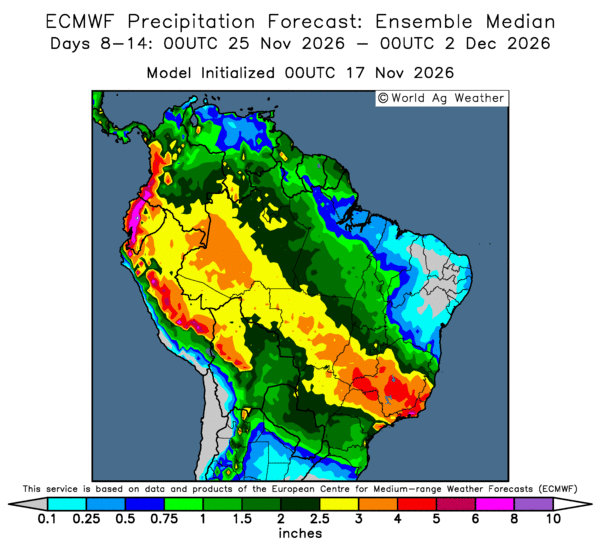 ECMWF Precipitation Forecast: Ensemble Median
Days 8-14: 00UTC 25 Nov 2026 - 00UTC 2 Dec 2026
Model Initialized 00UTC 17 Nov 2026
© World Ag Weather
This service is based on data and products of the European Centre for Medium-range Weather Forecasts (ECMWF)
0.1 0.25 0.5 0.75 1 1.5 2 2.5 3 4 5 6 8 10
inches